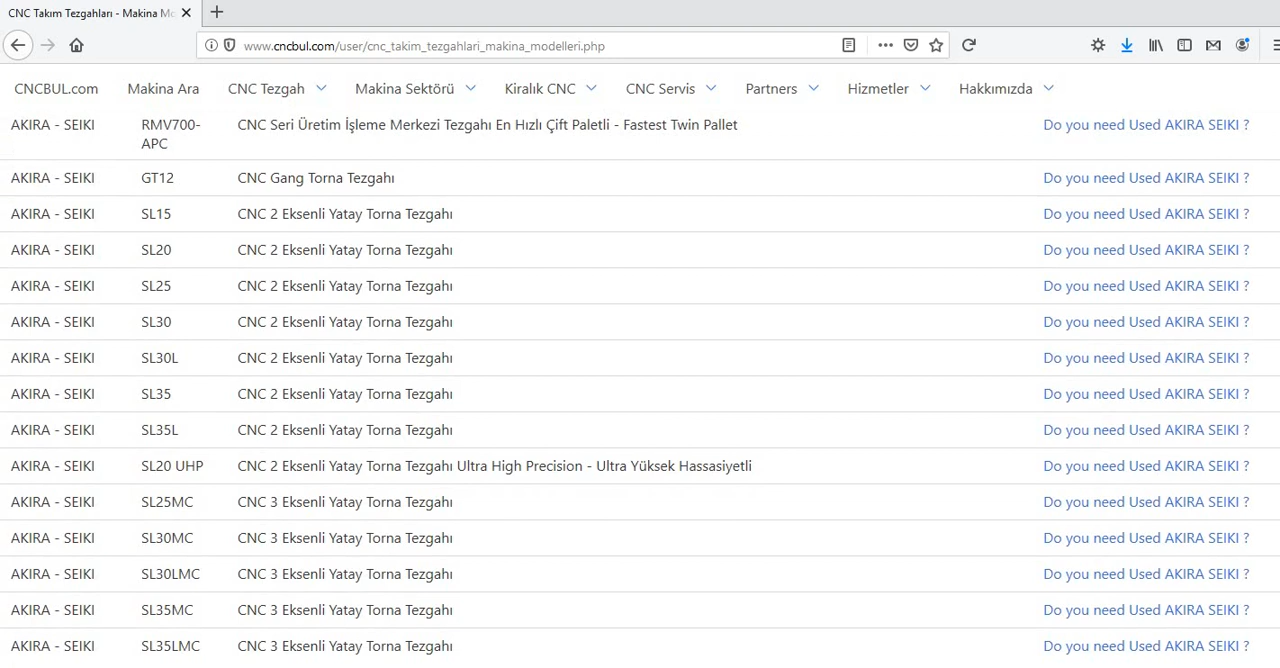 CNC Takım Tezgahları - Makina Mo
www.cncbul.com/user/cnc_takim_tezgahlari_makina_modelleri.php
CNCBUL.com Makina Ara CNC Tezgah Makina Sektörü Kiralık CNC CNC Servis Partners Hizmetler Hakkımızda
AKIRA - SEIKI RMV700- CNC Seri Üretim İşleme Merkezi Tezgahı En Hızlı Çift Paletli - Fastest Twin Pallet Do you need Used AKIRA SEIKI ?
APC
AKIRA - SEIKI GT12 CNC Gang Torna Tezgahı Do you need Used AKIRA SEIKI ?
AKIRA - SEIKI SL15 CNC 2 Eksenli Yatay Torna Tezgahı Do you need Used AKIRA SEIKI ?
AKIRA - SEIKI SL20 CNC 2 Eksenli Yatay Torna Tezgahı Do you need Used AKIRA SEIKI ?
AKIRA - SEIKI SL25 CNC 2 Eksenli Yatay Torna Tezgahı Do you need Used AKIRA SEIKI ?
AKIRA - SEIKI SL30 CNC 2 Eksenli Yatay Torna Tezgahı Do you need Used AKIRA SEIKI ?
AKIRA - SEIKI SL30L CNC 2 Eksenli Yatay Torna Tezgahı Do you need Used AKIRA SEIKI ?
AKIRA - SEIKI SL35 CNC 2 Eksenli Yatay Torna Tezgahı Do you need Used AKIRA SEIKI ?
AKIRA - SEIKI SL35L CNC 2 Eksenli Yatay Torna Tezgahı Do you need Used AKIRA SEIKI ?
AKIRA - SEIKI SL20 UHP CNC 2 Eksenli Yatay Torna Tezgahı Ultra High Precision - Ultra Yüksek Hassasiyetli Do you need Used AKIRA SEIKI ?
AKIRA - SEIKI SL25MC CNC 3 Eksenli Yatay Torna Tezgahı Do you need Used AKIRA SEIKI ?
AKIRA - SEIKI SL30MC CNC 3 Eksenli Yatay Torna Tezgahı Do you need Used AKIRA SEIKI ?
AKIRA - SEIKI SL30LMC CNC 3 Eksenli Yatay Torna Tezgahı Do you need Used AKIRA SEIKI ?
AKIRA - SEIKI SL35MC CNC 3 Eksenli Yatay Torna Tezgahı Do you need Used AKIRA SEIKI ?
AKIRA - SEIKI SL35LMC CNC 3 Eksenli Yatay Torna Tezgahı Do you need Used AKIRA SEIKI ?